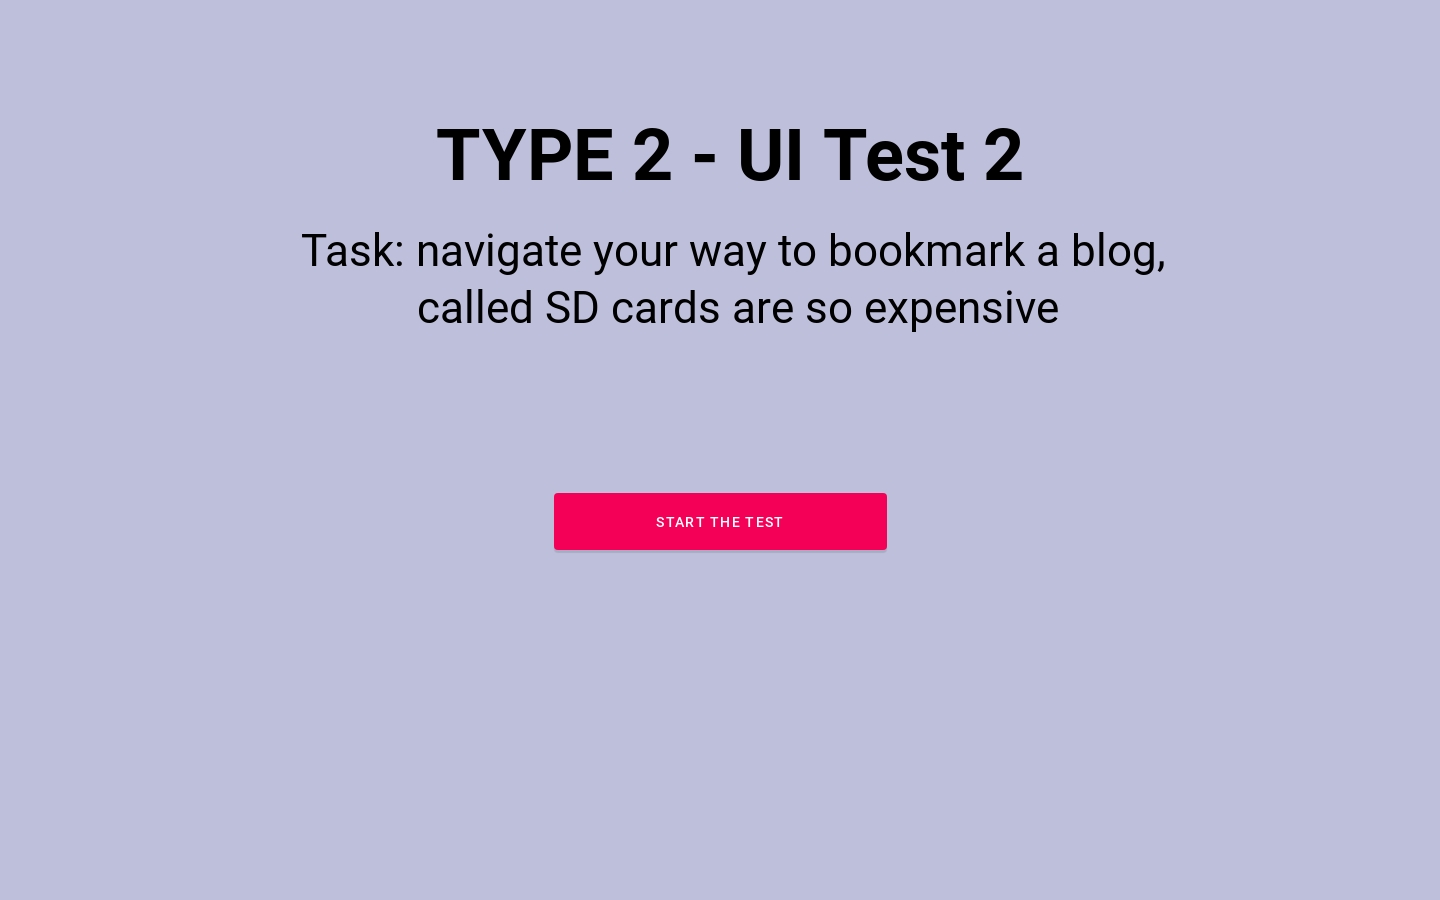 TYPE 2 - UI Test 2
Task: navigate your way to bookmark a blog,
called SD cards are so expensive
START THE TEST